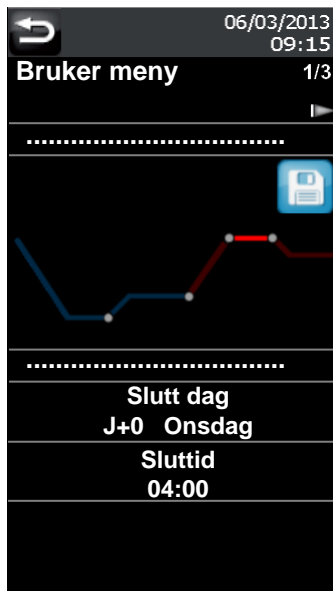 06/03/2013
09:15
Bruker meny 1/3
....................................
....................................
Slutt dag
J+0 Onsdag
Sluttid
04:00